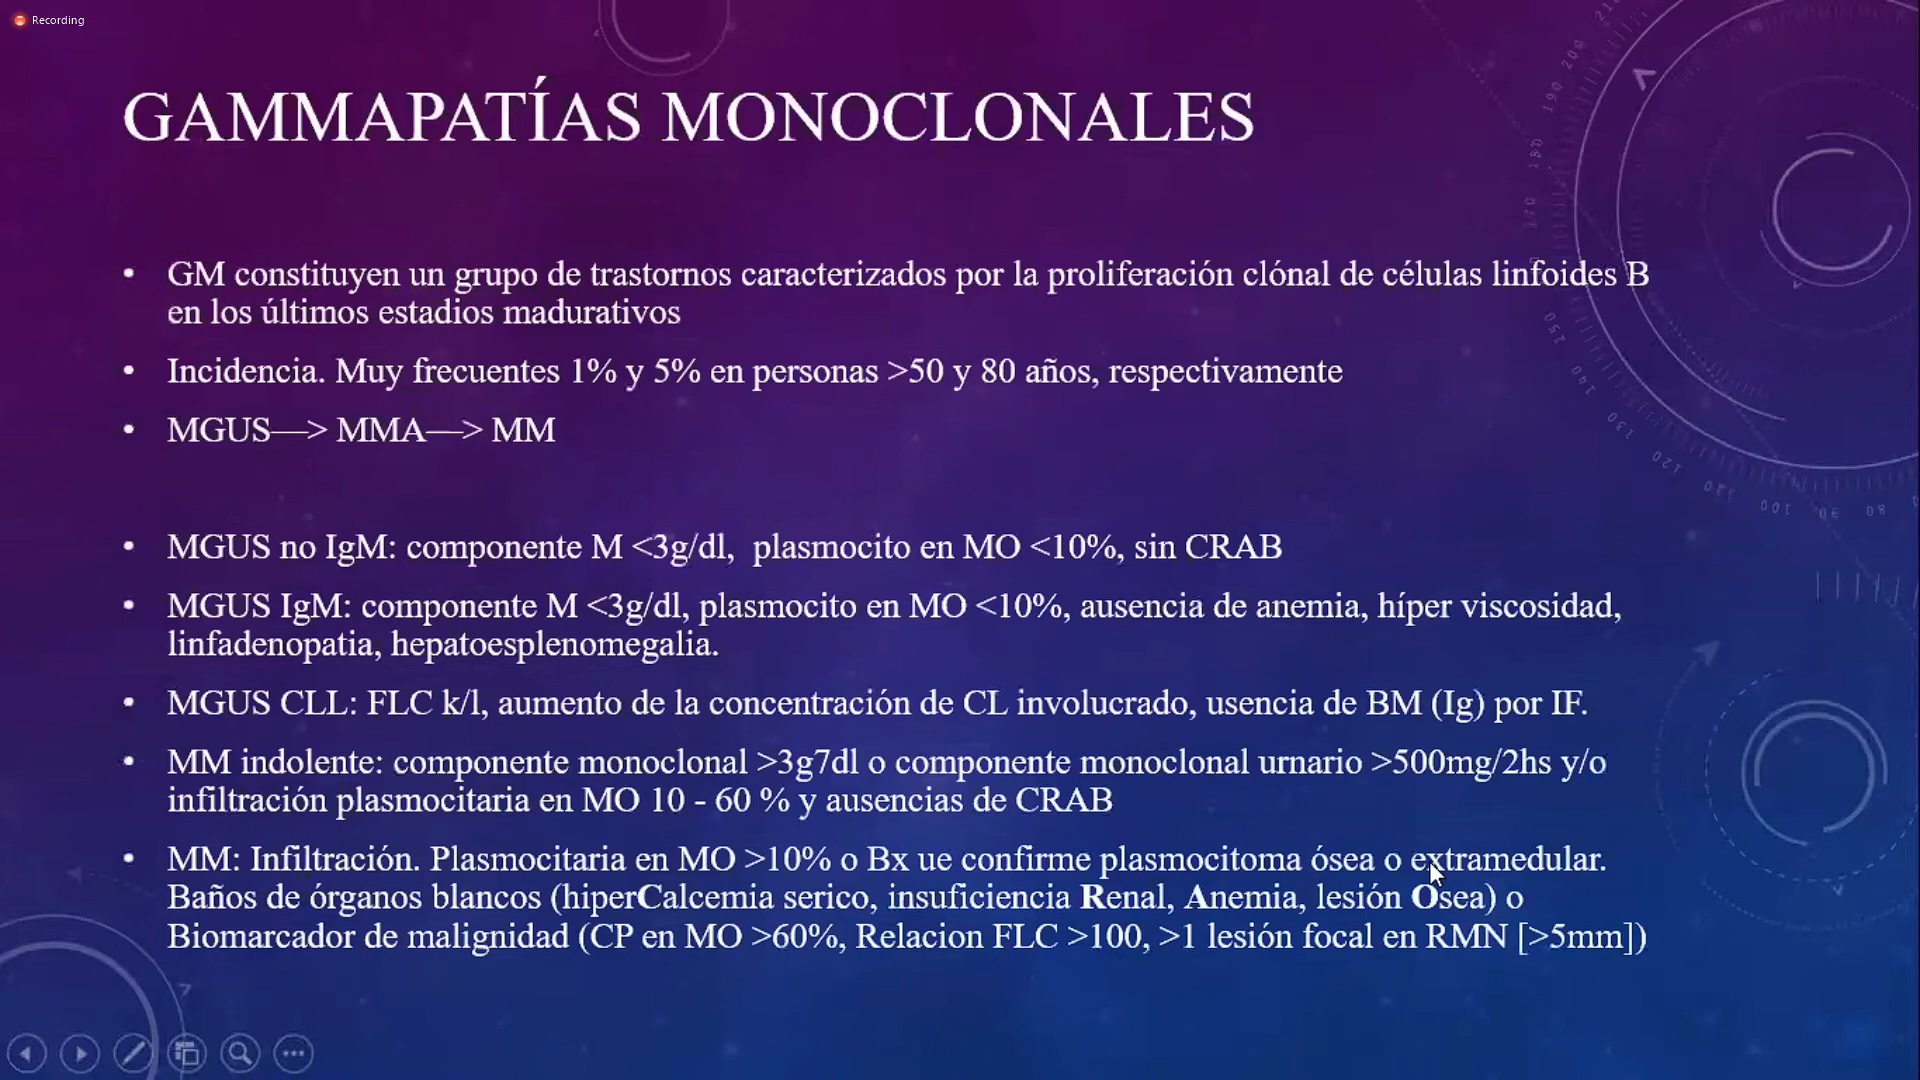 Recording
GAMMAPATÍAS MONOCLONALES
• GM constituyen un grupo de trastornos caracterizados por la proliferación clónal de células linfoides B
en los últimos estadios madurativos
• Incidencia. Muy frecuentes 1% y 5% en personas >50 y 80 años, respectivamente
• MGUS—> MMA—> MM
• MGUS no IgM: componente M <3g/dl, plasmocito en MO <10%, sin CRAB
• MGUS IgM: componente M <3g/dl, plasmocito en MO <10%, ausencia de anemia, híper viscosidad,
linfadenopatia, hepatoesplenomegalia.
• MGUS CLL: FLC k/l, aumento de la concentración de CL involucrado, usencia de BM (Ig) por IF.
• MM indolente: componente monoclonal >3g7dl o componente monoclonal urnario >500mg/2hs y/o
infiltración plasmocitaria en MO 10 - 60 % y ausencias de CRAB
• MM: Infiltración. Plasmocitaria en MO >10% o Bx ue confirme plasmocitoma ósea o extramedular.
Baños de órganos blancos (hiperCalcemia serico, insuficiencia Renal, Anemia, lesión Osea) o
Biomarcador de malignidad (CP en MO >60%, Relacion FLC >100, >1 lesión focal en RMN [>5mm])